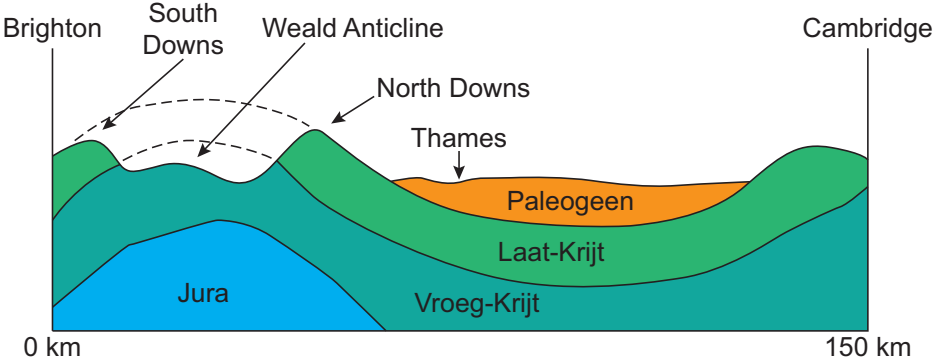 Brighton
South
Downs
Weald Anticline
Cambridge
North Downs
Thames
Paleogeen
Laat-Krijt
Jura
Vroeg-Krijt
0 km
150 km